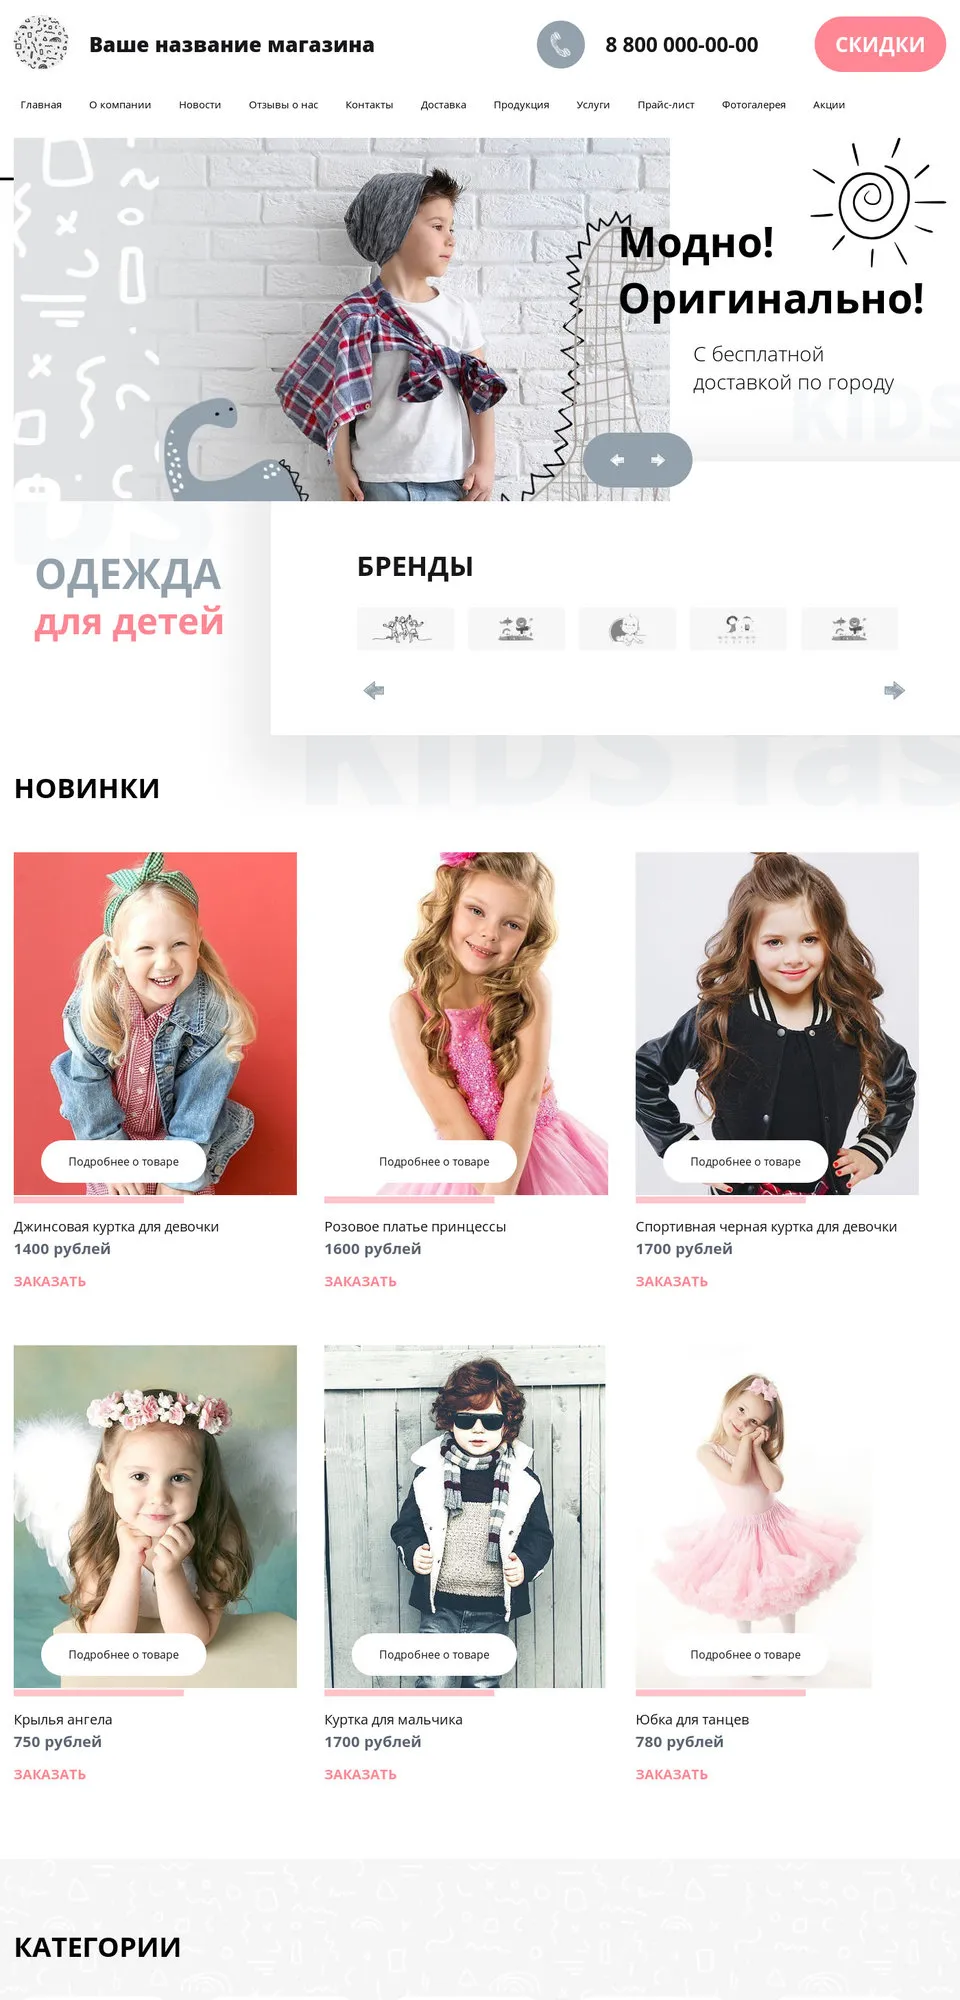 Ваше название магазина
8 800 000-00-00
СКИДКИ
Главная О компании Новости Отзывы о нас Контакты Доставка Продукция Услуги Прайс-лист Фотогалерея Акции
Модно!
Оригинально!
С бесплатной
доставкой по городу
KIDS
ОДЕЖДА
для детей
БРЕНДЫ
Kids fas
НОВИНКИ
Подробнее о товаре Подробнее о товаре Подробнее о товаре
Джинсовая куртка для девочки Розовое платье принцессы Спортивная черная куртка для девочки
1400 рублей 1600 рублей 1700 рублей
ЗАКАЗАТЬ ЗАКАЗАТЬ ЗАКАЗАТЬ
Подробнее о товаре Подробнее о товаре Подробнее о товаре
Крылья ангела Куртка для мальчика Юбка для танцев
750 рублей 1700 рублей 780 рублей
ЗАКАЗАТЬ ЗАКАЗАТЬ ЗАКАЗАТЬ
КАТЕГОРИИ